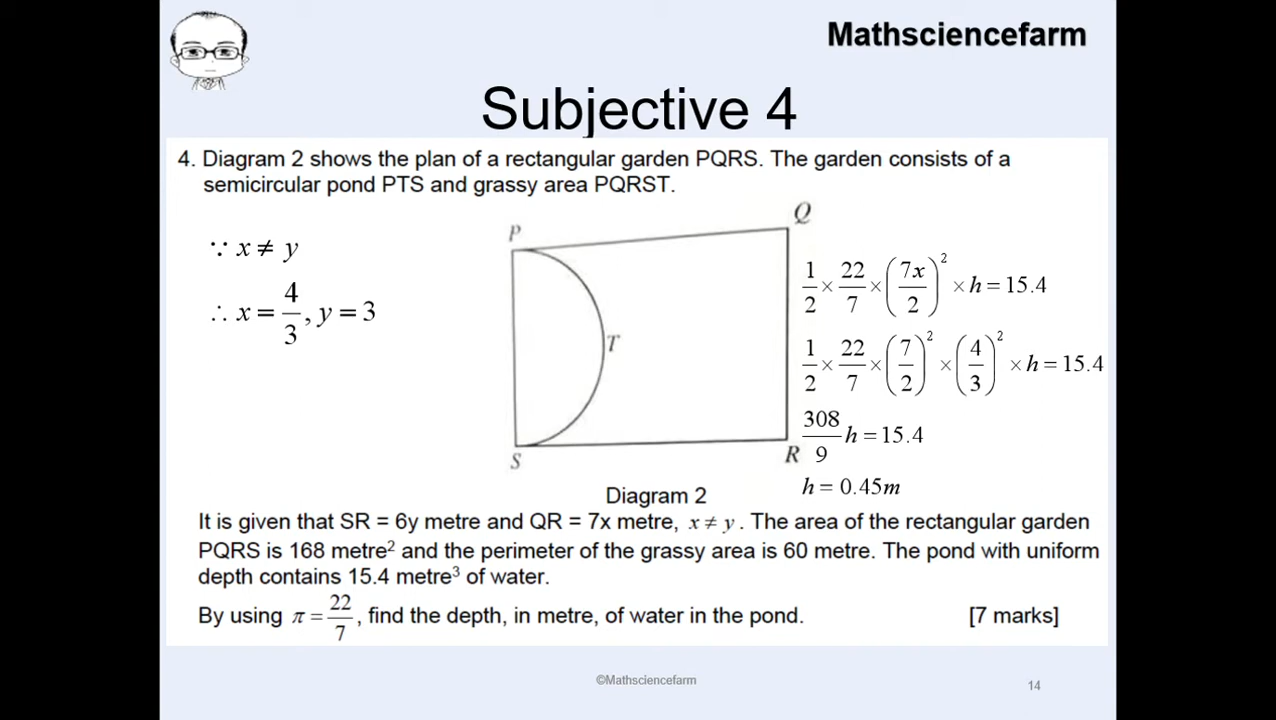 Mathsciencefarm
Subjective 4
4. Diagram 2 shows the plan of a rectangular garden PQRS. The garden consists of a
semicircular pond PTS and grassy area PQRST.
∵ x ≠ y
∴ x = 4/3, y = 3
P
Q
T
S
R
1/2 × 22/7 × (7x/2)² × h = 15.4
1/2 × 22/7 × (7/2)² × (4/3)² × h = 15.4
308/9 h = 15.4
h = 0.45m
Diagram 2
It is given that SR = 6y metre and QR = 7x metre, x ≠ y. The area of the rectangular garden
PQRS is 168 metre² and the perimeter of the grassy area is 60 metre. The pond with uniform
depth contains 15.4 metre³ of water.
By using π = 22/7, find the depth, in metre, of water in the pond. [7 marks]
©Mathsciencefarm
14